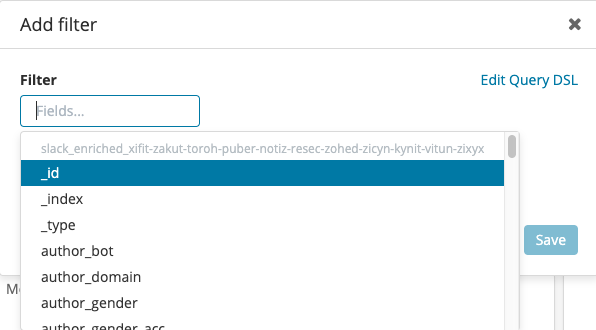 Add filter
Filter
Edit Query DSL
Fields...
slack_enriched_xifit-zakut-toroh-puber-notiz-resec-zohed-zicyn-kynit-vitun-zixyx
_id
_index
_type
author_bot
Save
author_domain
author_gender
author_gender_acc